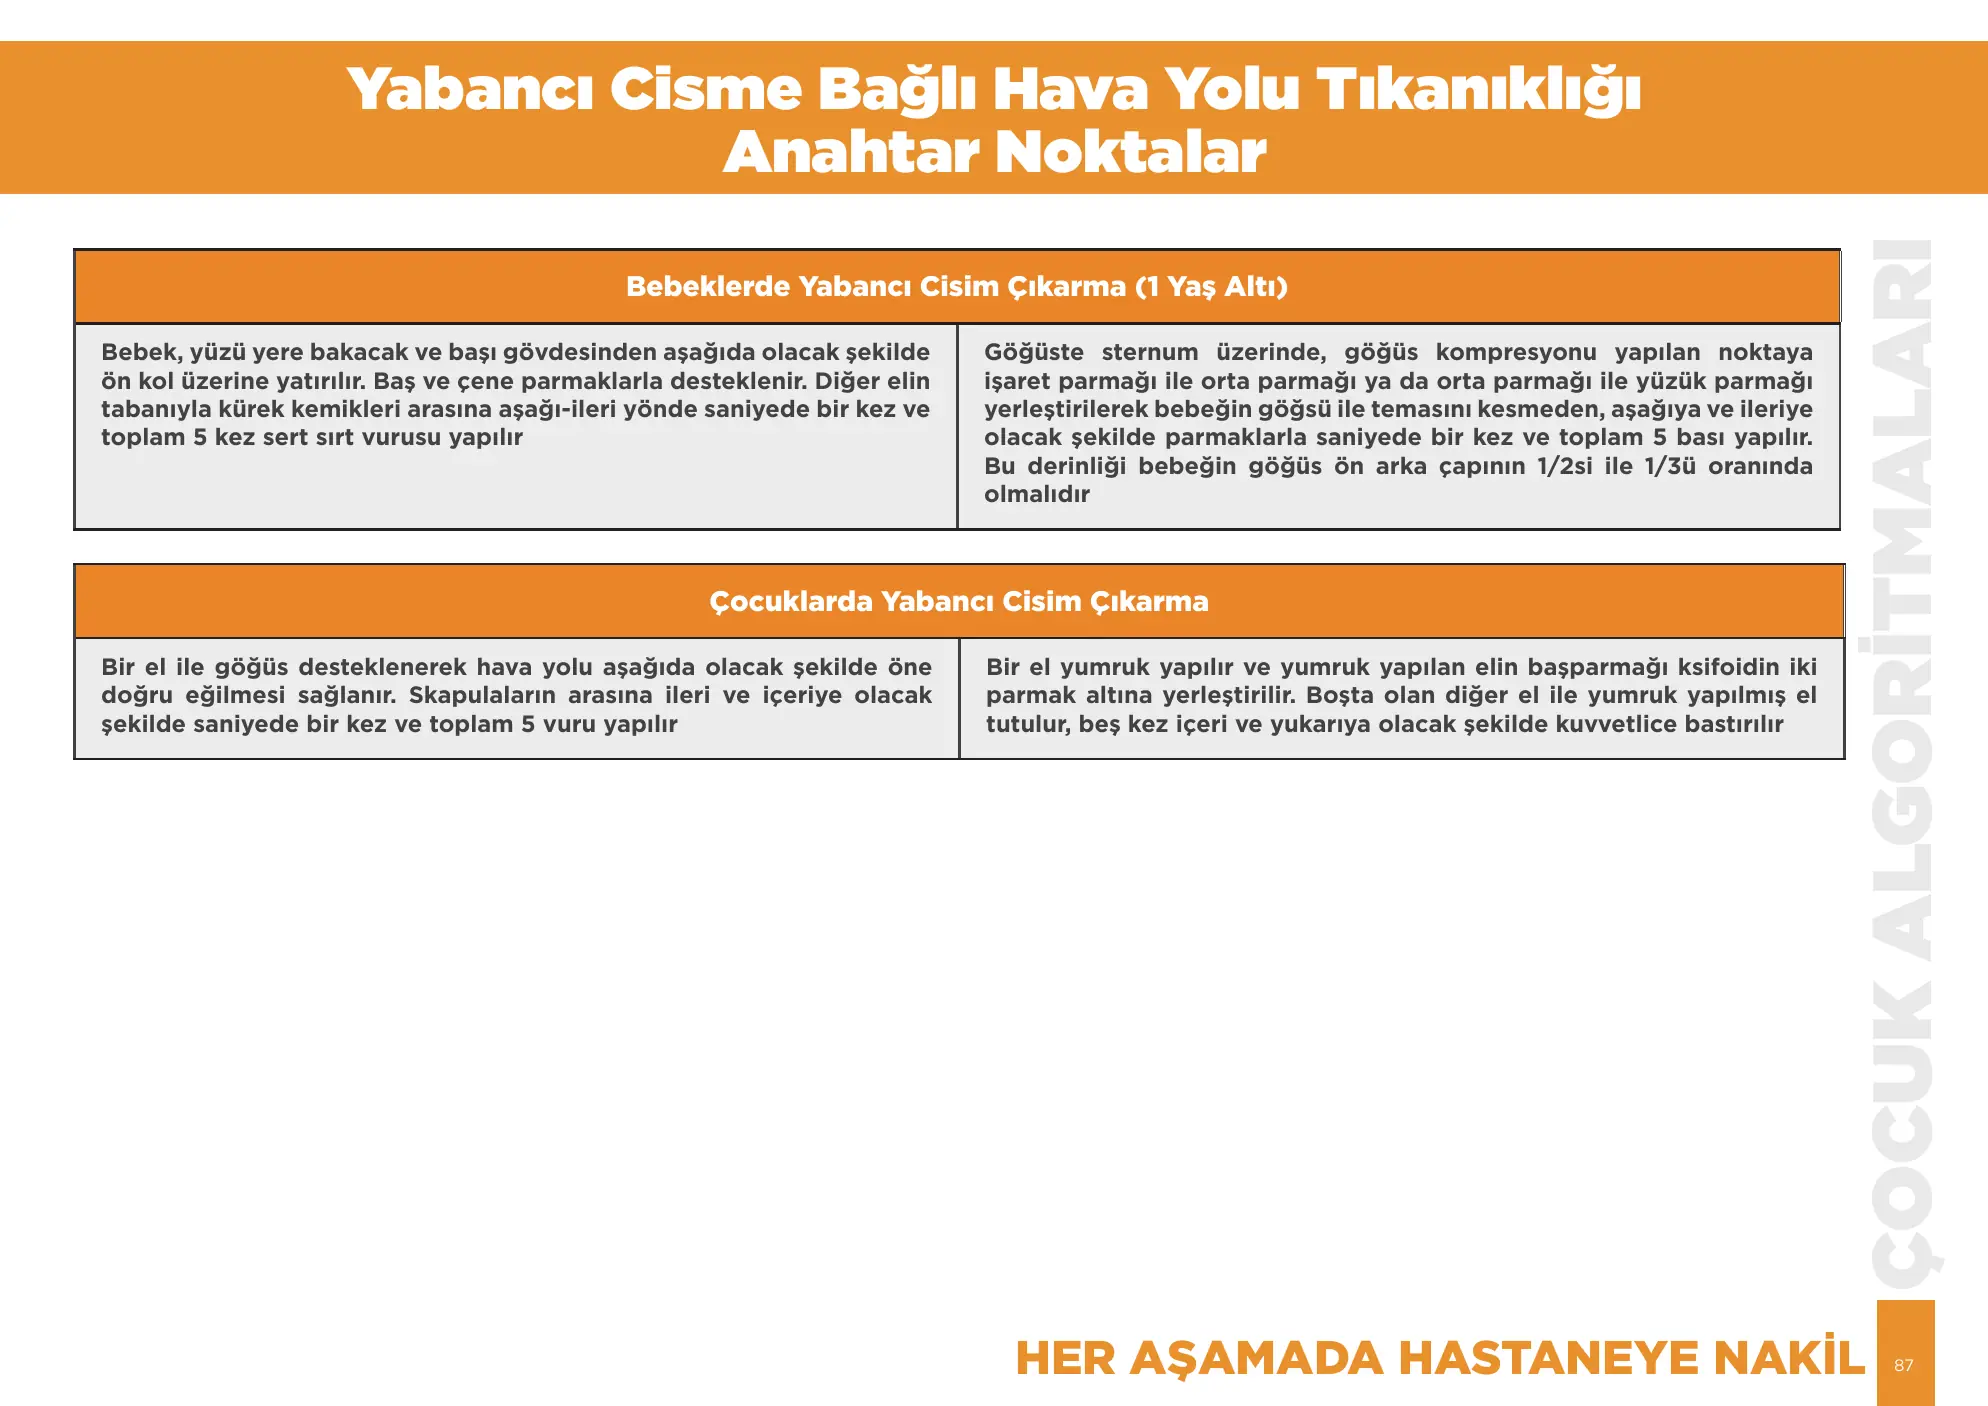 Yabancı Cisme Bağlı Hava Yolu Tıkanıklığı
Anahtar Noktalar
Bebeklerde Yabancı Cisim Çıkarma (1 Yaş Altı)
Bebek, yüzü yere bakacak ve başı gövdesinden aşağıda olacak şekilde
ön kol üzerine yatırılır. Baş ve çene parmaklarla desteklenir. Diğer elin
tabanıyla kürek kemikleri arasına aşağı-ileri yönde saniyede bir kez ve
toplam 5 kez sert sırt vurusu yapılır
Göğüste sternum üzerinde, göğüs kompresyonu yapılan noktaya
işaret parmağı ile orta parmağı ya da orta parmağı ile yüzük parmağı
yerleştirilerek bebeğin göğsü ile temasını kesmeden, aşağıya ve ileriye
olacak şekilde parmaklarla saniyede bir kez ve toplam 5 bası yapılır.
Bu derinliği bebeğin göğüs ön arka çapının 1/2si ile 1/3ü oranında
olmalıdır
Çocuklarda Yabancı Cisim Çıkarma
Bir el ile göğüs desteklenerek hava yolu aşağıda olacak şekilde öne
doğru eğilmesi sağlanır. Skapulaların arasına ileri ve içeriye olacak
şekilde saniyede bir kez ve toplam 5 vuru yapılır
Bir el yumruk yapılır ve yumruk yapılan elin başparmağı ksifoidin iki
parmak altına yerleştirilir. Boşta olan diğer el ile yumruk yapılmış el
tutulur, beş kez içeri ve yukarıya olacak şekilde kuvvetlice bastırılır
ÇOCUK ALGORİTMALARI
HER AŞAMADA HASTANEYE NAKİL
87